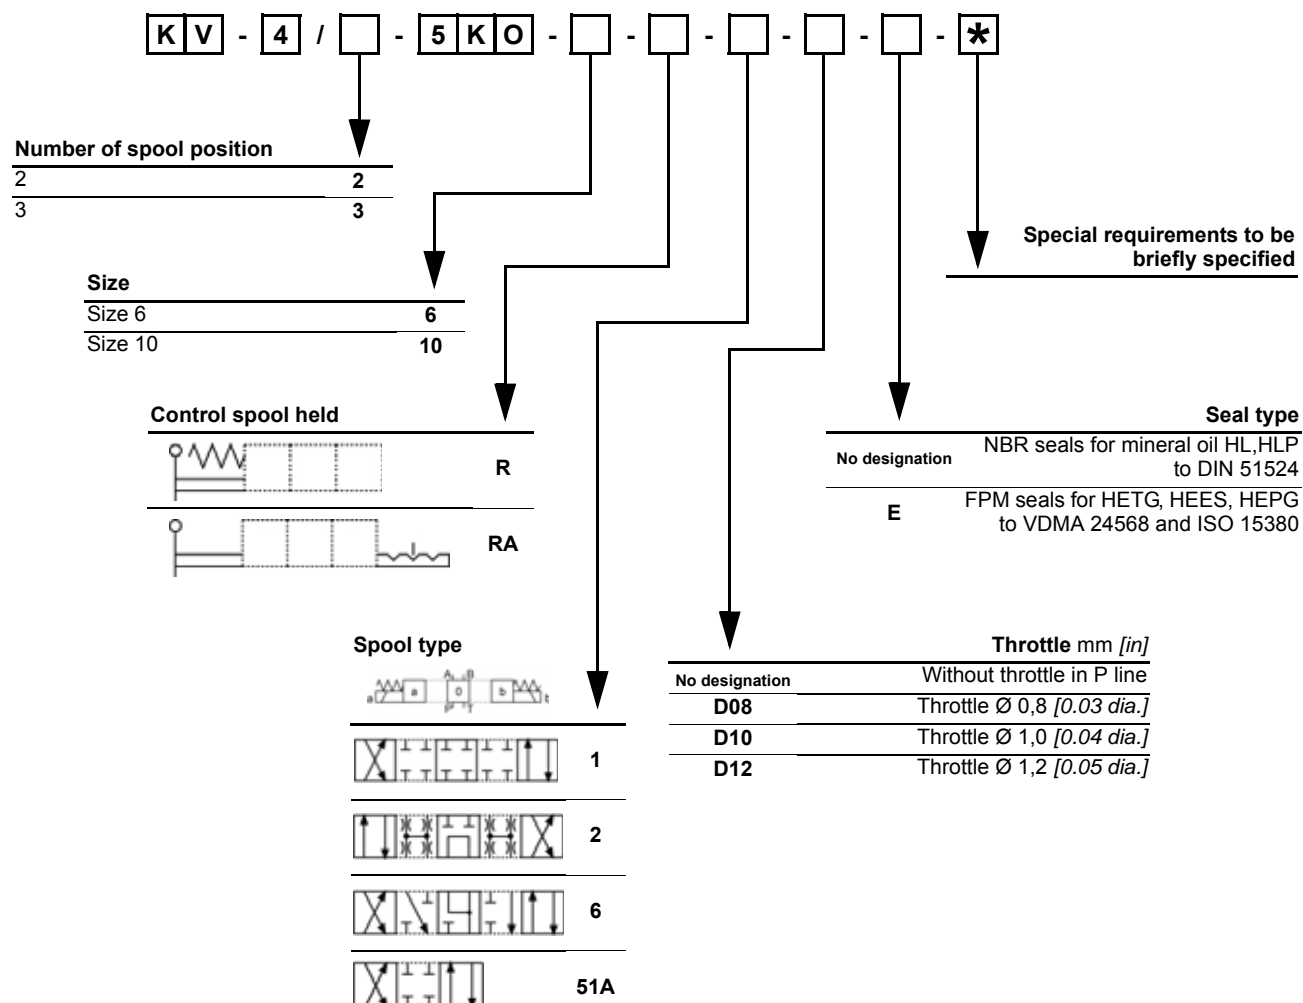 K V - 4 / - 5 K O - - - - - - *
Number of spool position
2 2
3 3
Special requirements to be
briefly specified
Size
Size 6 6
Size 10 10
Control spool held
R
RA
Seal type
No designation NBR seals for mineral oil HL,HLP
to DIN 51524
E FPM seals for HETG, HEES, HEPG
to VDMA 24568 and ISO 15380
Spool type
A B
a a 0 b b
P T
1
2
6
51A
Throttle mm [in]
No designation Without throttle in P line
D08 Throttle Ø 0,8 [0.03 dia.]
D10 Throttle Ø 1,0 [0.04 dia.]
D12 Throttle Ø 1,2 [0.05 dia.]